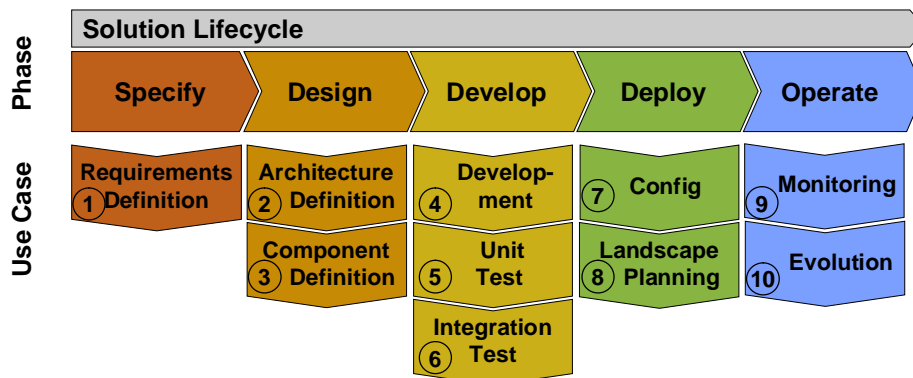 Solution Lifecycle
Phase
Specify
Design
Develop
Deploy
Operate
Use Case
Requirements
1 Definition
Architecture
2 Definition
Component
3 Definition
Develop-
4 ment
Unit
5 Test
Integration
6 Test
7 Config
Landscape
8 Planning
9 Monitoring
10 Evolution